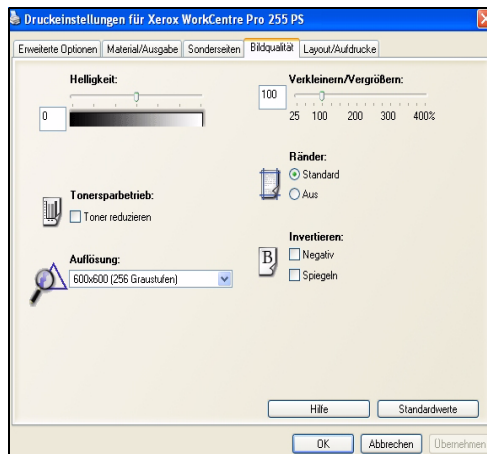 Druckeinstellungen für Xerox WorkCentre Pro 255 PS
Erweiterte Optionen Material/Ausgabe Sonderseiten Bildqualität Layout/Aufdrucke
Helligkeit:
0
Tonersparbetrieb:
Toner reduzieren
Auflösung:
600x600 (256 Graustufen)
Verkleinern/Vergrößern:
100
25 100 200 300 400%
Ränder:
Standard
Aus
Invertieren:
B
Negativ
Spiegeln
Hilfe Standardwerte
OK Abbrechen Übernehmen